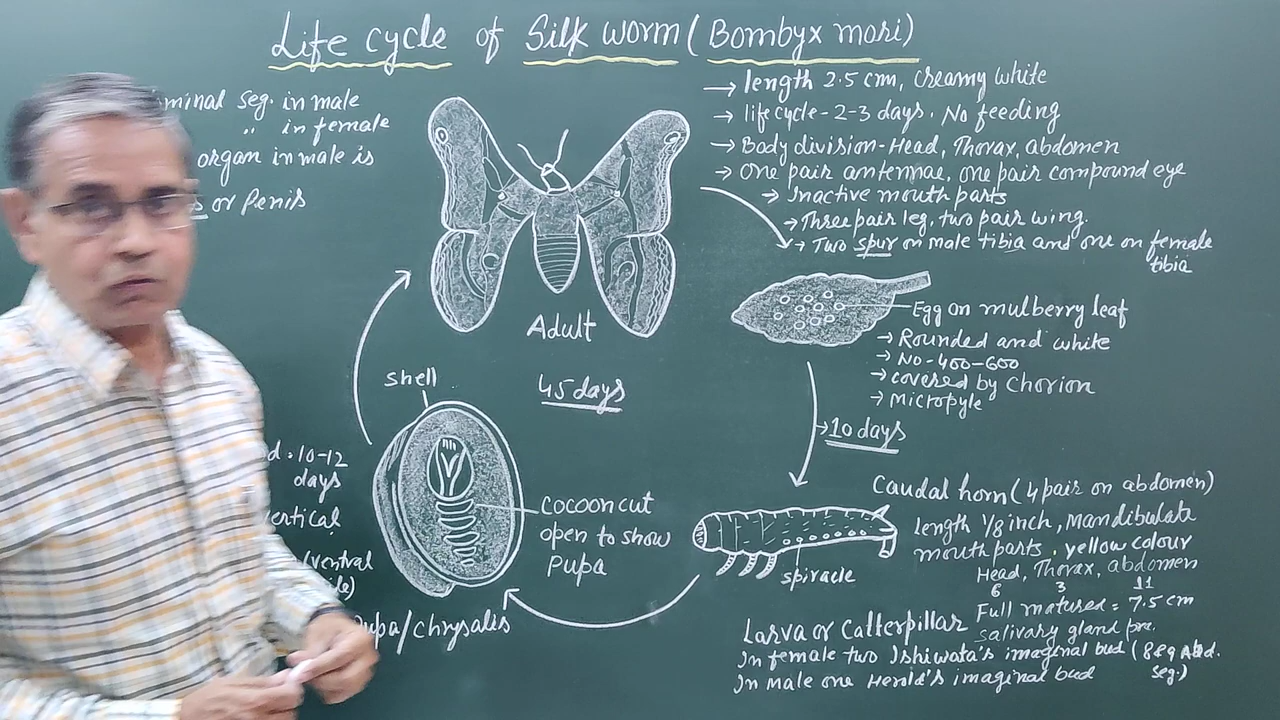 Life cycle of Silk worm (Bombyx mori)
minal seg. in male
" in female
organ in male is
s or Penis
→ length 2.5 cm, Creamy white
→ life cycle - 2-3 days. No feeding
→ Body division - Head, Thorax, abdomen
→ One pair antennae, one pair compound eye
→ Inactive mouth parts
→ Three pair leg, two pair wing.
→ Two spur on male tibia and one on female
tibia
Adult
Egg on mulberry leaf
→ Rounded and white
→ No - 400-600
→ covered by Chorion
→ Micropyle
→ 10 days
45 days
shell
d = 10-12
days
ertical
(ventral
Cocoon cut
open to show
pupa
Pupa/chrysalis
Caudal horn (4 pair on abdomen)
length 1/8 inch, Mandibulata
mouth parts, yellow colour
Head, Thorax, abdomen
6 3 11
spiracle
Full matured = 7.5 cm
Larva or Catterpillar
salivary gland pre.
In female two Ishiwata's imaginal bud (8&9 Abd.
seg.)
In Male one Herold's imaginal bud